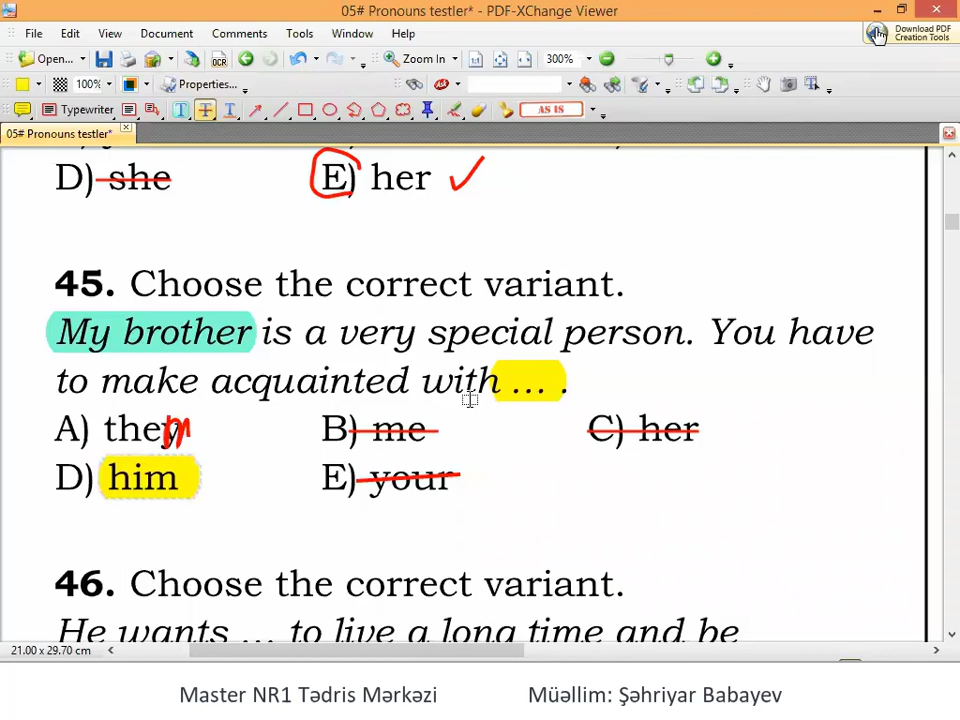 05# Pronouns testler* - PDF-XChange Viewer
File Edit View Document Comments Tools Window Help
Download PDF
Creation Tools
Open... OCR Zoom In 300%
100% Properties...
Typewriter AS IS
05# Pronouns testler*
D) she E) her
45. Choose the correct variant.
My brother is a very special person. You have
to make acquainted with ... .
A) they m B) me C) her
D) him E) your
46. Choose the correct variant.
He wants ... to live a long time and be
21.00 x 29.70 cm
Master NR1 Tədris Mərkəzi Müəllim: Şəhriyar Babayev